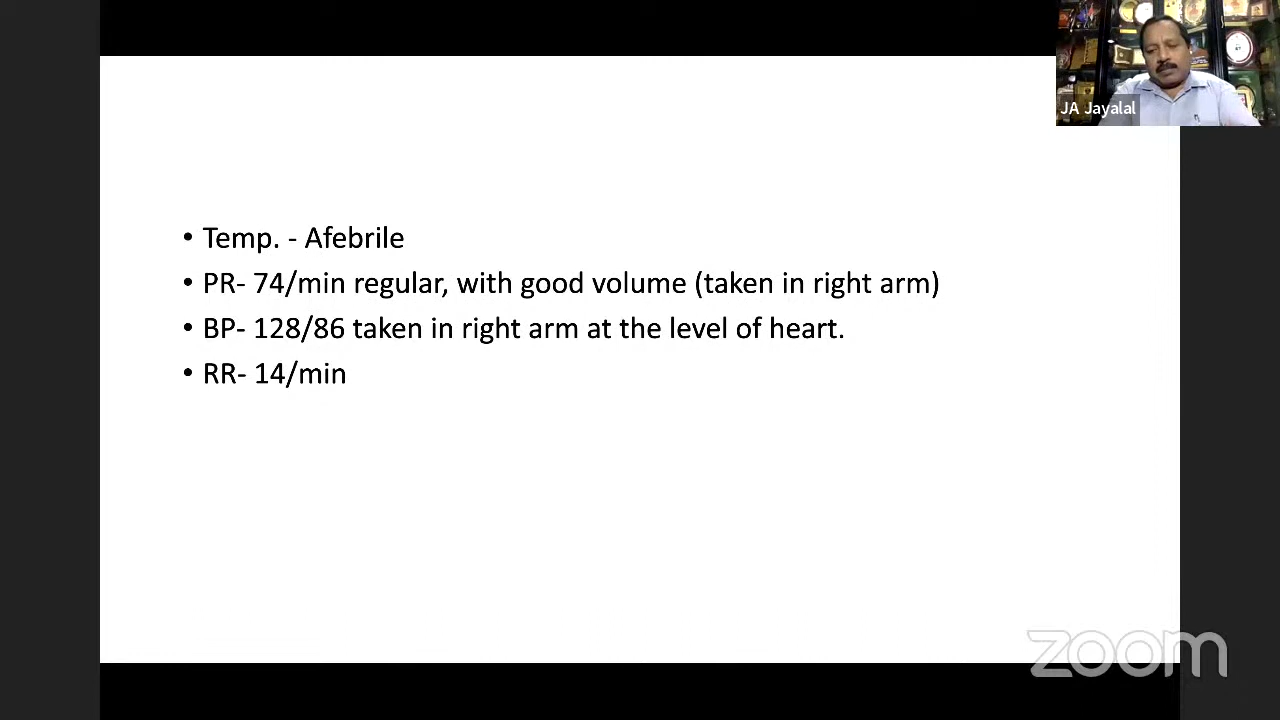 JA Jayalal
• Temp. - Afebrile
• PR- 74/min regular, with good volume (taken in right arm)
• BP- 128/86 taken in right arm at the level of heart.
• RR- 14/min
zoom